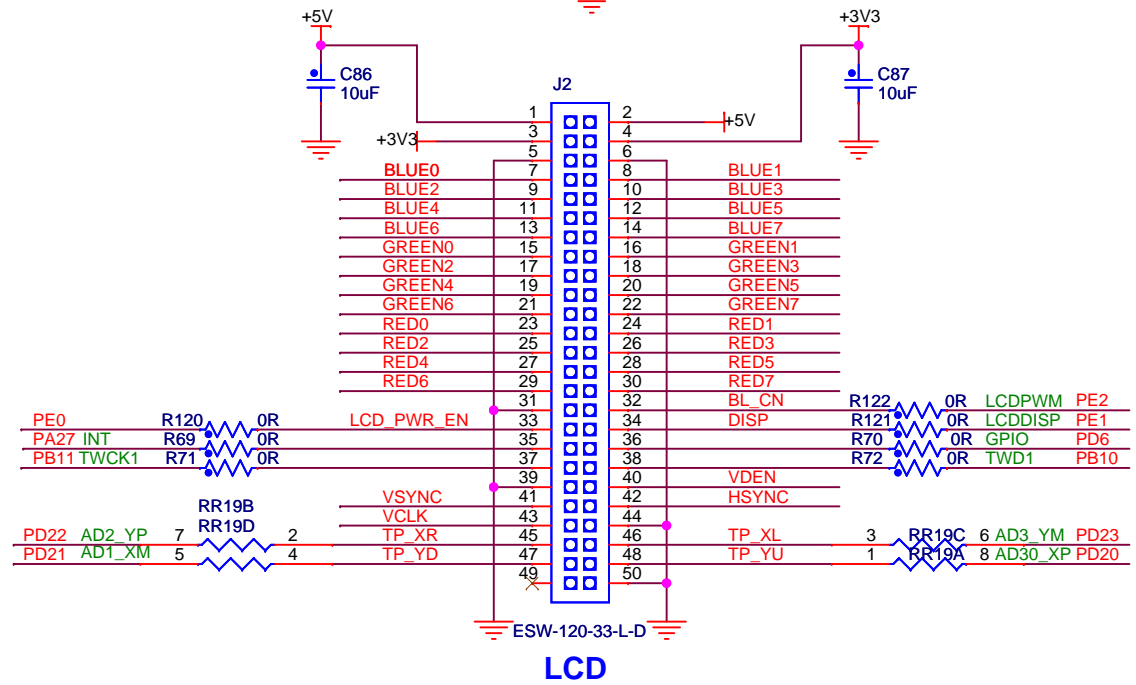 +5V +3V3
C86 10uF J2 C87 10uF
1 2 +5V
+3V3 3 4
5 6
BLUE0 7 8 BLUE1
BLUE2 9 10 BLUE3
BLUE4 11 12 BLUE5
BLUE6 13 14 BLUE7
GREEN0 15 16 GREEN1
GREEN2 17 18 GREEN3
GREEN4 19 20 GREEN5
GREEN6 21 22 GREEN7
RED0 23 24 RED1
RED2 25 26 RED3
RED4 27 28 RED5
RED6 29 30 RED7
31 32 BL_CN R122 0R LCDPWM PE2
PE0 R120 0R LCD_PWR_EN 33 34 DISP R121 0R LCDDISP PE1
PA27 INT R69 0R 35 36 R70 0R GPIO PD6
PB11 TWCK1 R71 0R 37 38 R72 0R TWD1 PB10
39 40 VDEN
VSYNC 41 42 HSYNC
RR19B
VCLK 43 44
RR19D
PD22 AD2_YP 7 2 TP_XR 45 46 TP_XL 3 RR19C 6 AD3_YM PD23
PD21 AD1_XM 5 4 TP_YD 47 48 TP_YU 1 RR19A 8 AD30_XP PD20
49 50
ESW-120-33-L-D
LCD